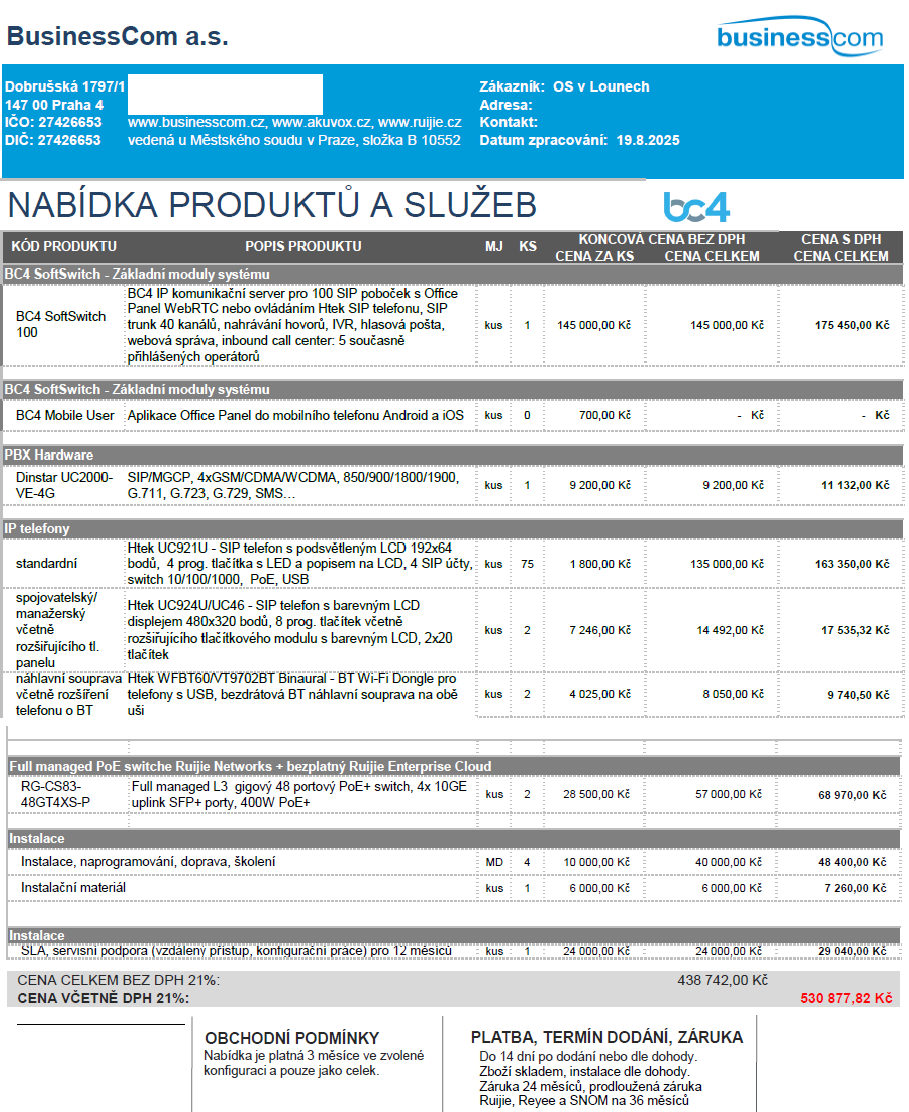 BusinessCom a.s.
businesscom
Dobrušská 1797/1
147 00 Praha 4
IČO: 27426653 www.businesscom.cz, www.akuvox.cz, www.ruijie.cz
DIČ: 27426653 vedená u Městského soudu v Praze, složka B 10552
Zákazník: OS v Lounech
Adresa:
Kontakt:
Datum zpracování: 19.8.2025
NABÍDKA PRODUKTŮ A SLUŽEB
bc4
KÓD PRODUKTU POPIS PRODUKTU MJ KS KONCOVÁ CENA BEZ DPH CENA S DPH
CENA ZA KS CENA CELKEM CENA CELKEM
BC4 SoftSwitch - Základní moduly systému
BC4 SoftSwitch
100
BC4 IP komunikační server pro 100 SIP poboček s Office
Panel WebRTC nebo ovládáním Htek SIP telefonu, SIP
trunk 40 kanálů, nahrávání hovorů, IVR, hlasová pošta,
webová správa, inbound call center: 5 současně
přihlášených operátorů
kus 1 145 000,00 Kč 145 000,00 Kč 175 450,00 Kč
BC4 SoftSwitch - Základní moduly systému
BC4 Mobile User Aplikace Office Panel do mobilního telefonu Android a iOS kus 0 700,00 Kč - Kč - Kč
PBX Hardware
Dinstar UC2000-
VE-4G
SIP/MGCP, 4xGSM/CDMA/WCDMA, 850/900/1800/1900,
G.711, G.723, G.729, SMS...
kus 1 9 200,00 Kč 9 200,00 Kč 11 132,00 Kč
IP telefony
standardní
Htek UC921U - SIP telefon s podsvětleným LCD 192x64
bodů, 4 prog. tlačítka s LED a popisem na LCD, 4 SIP účty,
switch 10/100/1000, PoE, USB
kus 75 1 800,00 Kč 135 000,00 Kč 163 350,00 Kč
spojovatelský/
manažerský
včetně
rozšiřujícího tl.
panelu
Htek UC924U/UC46 - SIP telefon s barevným LCD
displejem 480x320 bodů, 8 prog. tlačítek včetně
rozšiřujícího tlačítkového modulu s barevným LCD, 2x20
tlačítek
kus 2 7 246,00 Kč 14 492,00 Kč 17 535,32 Kč
náhlavní souprava
včetně rozšíření
telefonu o BT
Htek WFBT60/VT9702BT Binaural - BT Wi-Fi Dongle pro
telefony s USB, bezdrátová BT náhlavní souprava na obě
uši
kus 2 4 025,00 Kč 8 050,00 Kč 9 740,50 Kč
Full managed PoE switche Ruijie Networks + bezplatný Ruijie Enterprise Cloud
RG-CS83-
48GT4XS-P
Full managed L3 gigový 48 portový PoE+ switch, 4x 10GE
uplink SFP+ porty, 400W PoE+
kus 2 28 500,00 Kč 57 000,00 Kč 68 970,00 Kč
Instalace
Instalace, naprogramování, doprava, školení MD 4 10 000,00 Kč 40 000,00 Kč 48 400,00 Kč
Instalační materiál kus 1 6 000,00 Kč 6 000,00 Kč 7 260,00 Kč
Instalace
SLA, servisní podpora (vzdálený přístup, konfigurační práce) pro 12 měsíců kus 1 24 000,00 Kč 24 000,00 Kč 29 040,00 Kč
CENA CELKEM BEZ DPH 21%: 438 742,00 Kč
CENA VČETNĚ DPH 21%: 530 877,82 Kč
OBCHODNÍ PODMÍNKY
Nabídka je platná 3 měsíce ve zvolené
konfiguraci a pouze jako celek.
PLATBA, TERMÍN DODÁNÍ, ZÁRUKA
Do 14 dní po dodání nebo dle dohody.
Zboží skladem, instalace dle dohody.
Záruka 24 měsíců, prodloužená záruka
Ruijie, Reyee a SNOM na 36 měsíců